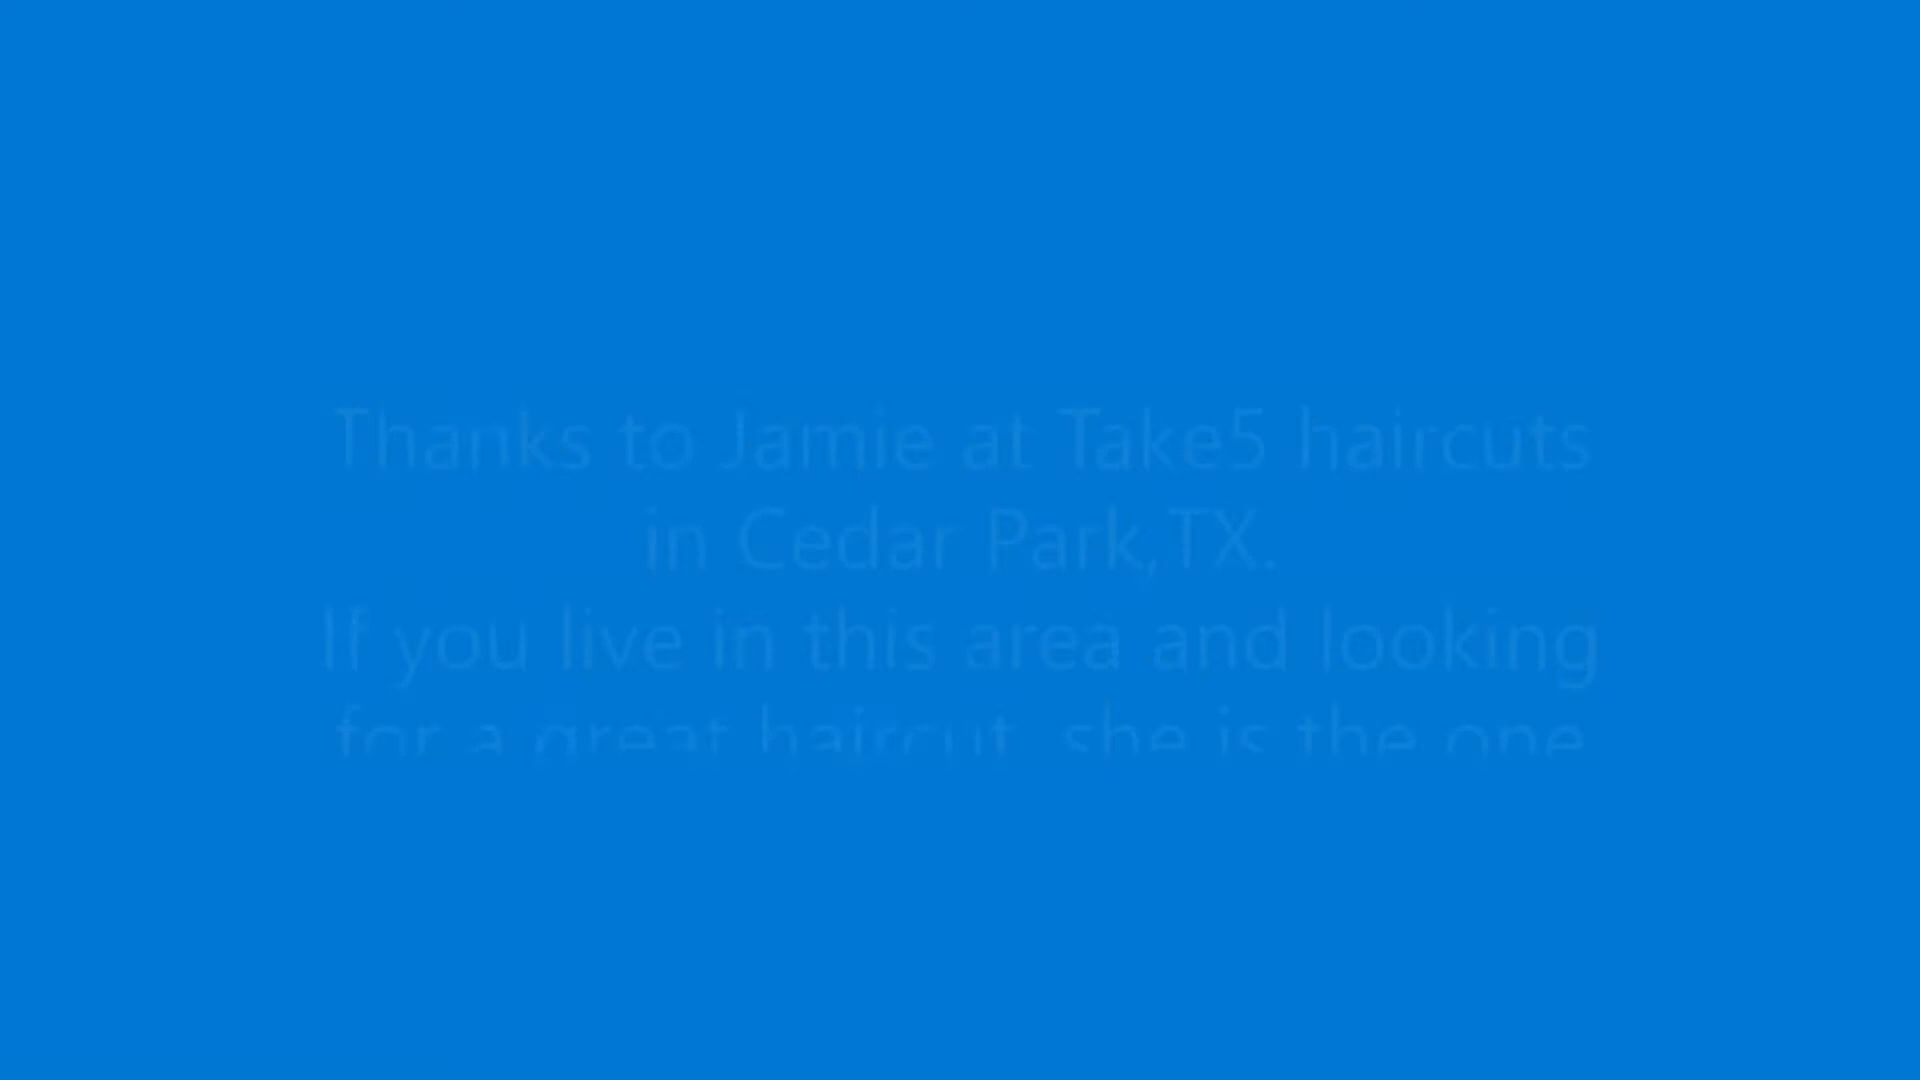 Thanks to Jamie at Take5 haircuts
in Cedar Park,TX.
If you live in this area and looking
for a great haircut, she is the one